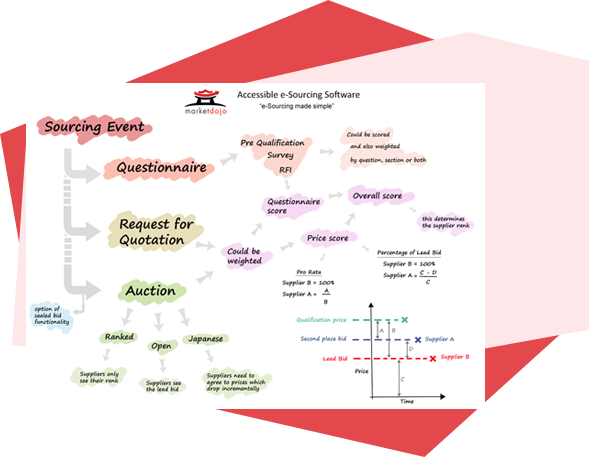 Accessible e-Sourcing Software
marketdojo
"e-Sourcing made simple"
Sourcing Event
Questionnaire
Pre Qualification
Survey
RFI
Could be scored
and also weighted
by question, section or both
Request for
Quotation
Could be
weighted
Questionnaire
score
Overall score
this determines
the supplier rank
Price score
Pro Rate
Supplier B = 100%
Supplier A = A
B
Percentage of Lead Bid
Supplier B = 100%
Supplier A = C - D
C
Auction
option of
sealed bid
functionality
Ranked
Open
Japanese
Suppliers only
see their rank
Suppliers see
the lead bid
Suppliers need to
agree to prices which
drop incrementally
Qualification price
A
B
Second place bid
Supplier A
D
Lead Bid
Supplier B
Price
C
Time